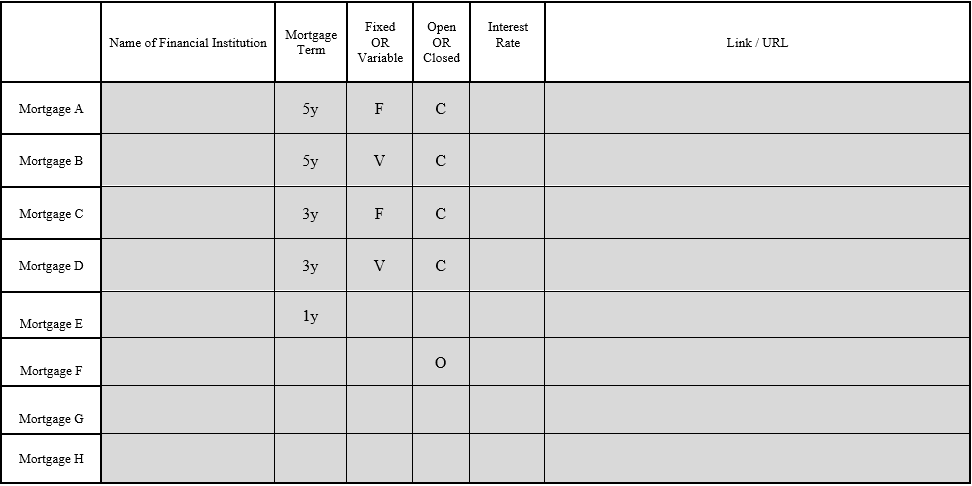 Name of Financial Institution
Mortgage
Term
Fixed
OR
Variable
Open
OR
Closed
Interest
Rate
Link / URL
Mortgage A 5y F C
Mortgage B 5y V C
Mortgage C 3y F C
Mortgage D 3y V C
Mortgage E 1y
Mortgage F O
Mortgage G
Mortgage H